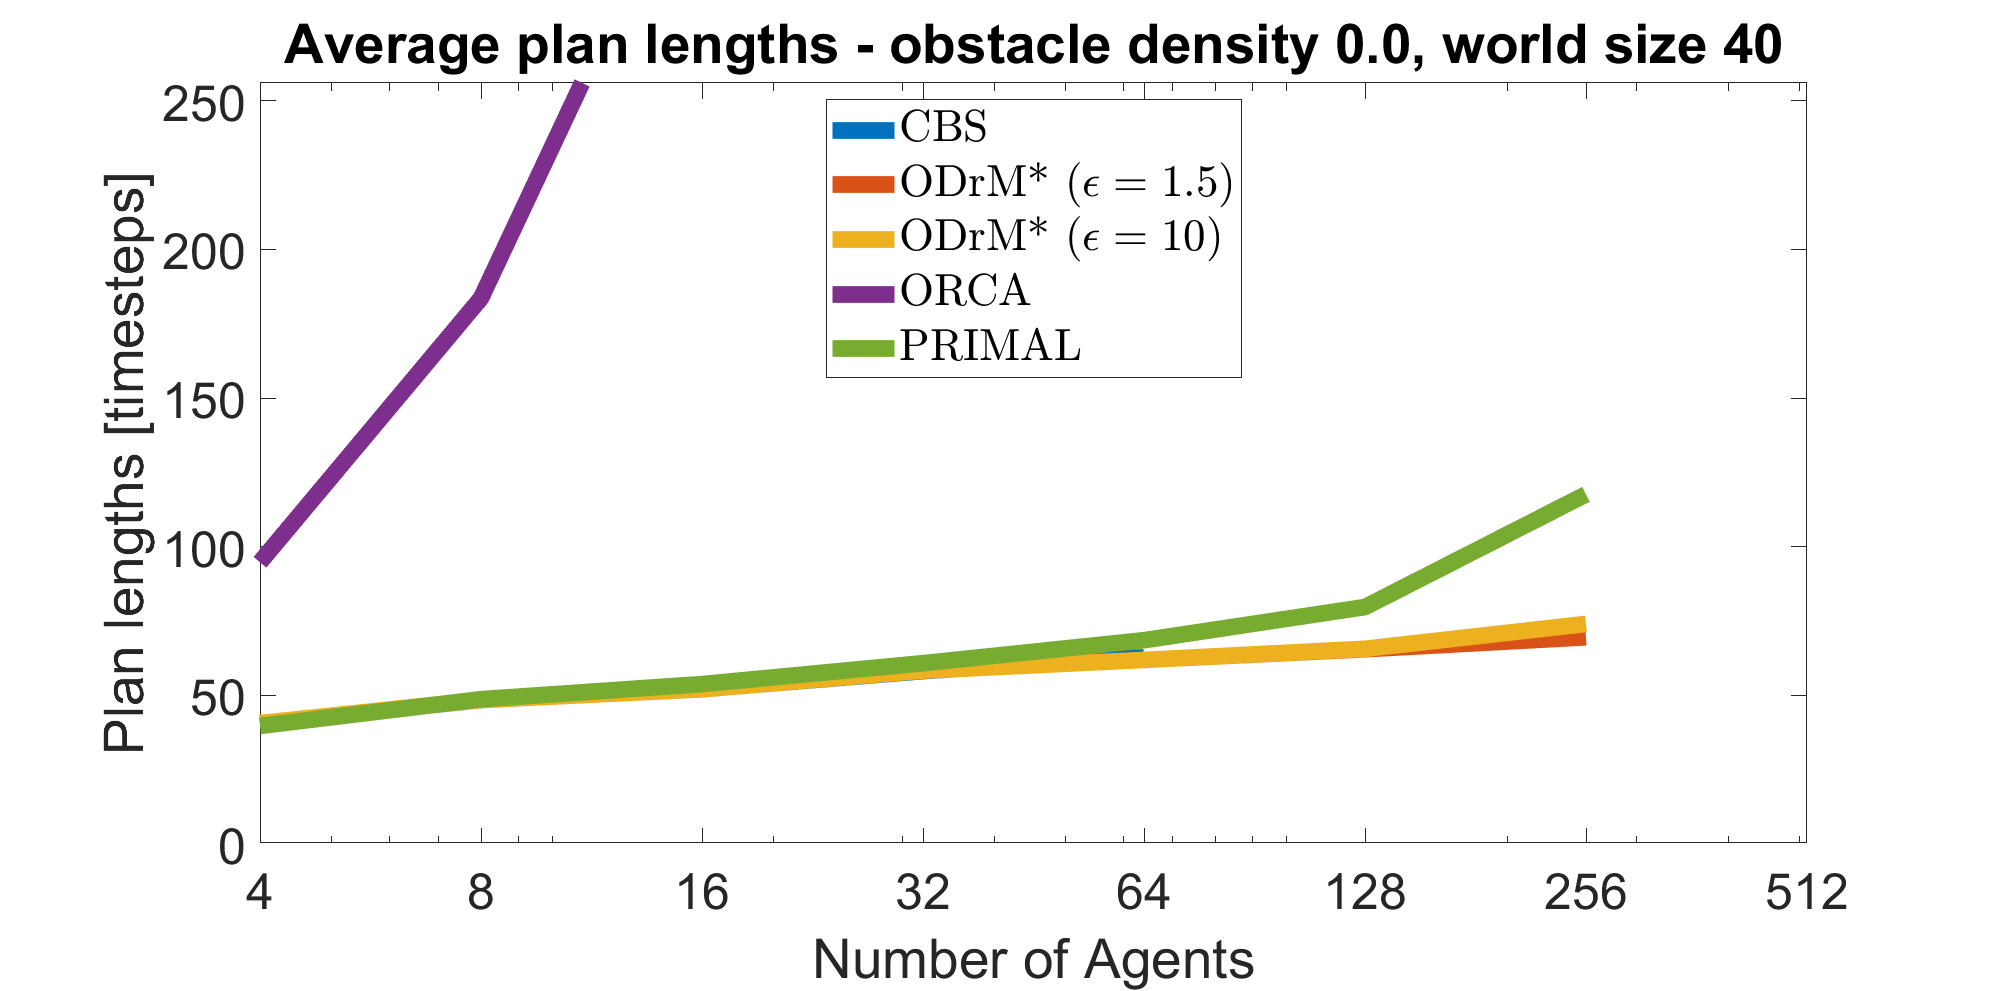 Average plan lengths - obstacle density 0.0, world size 40
Plan lengths [timesteps]
250
200
150
100
50
0
CBS
ODrM* (ϵ = 1.5)
ODrM* (ϵ = 10)
ORCA
PRIMAL
4 8 16 32 64 128 256 512
Number of Agents